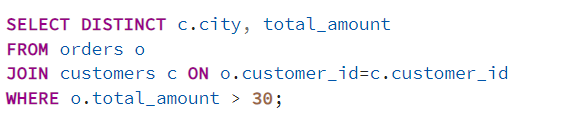 SELECT DISTINCT c.city, total_amount
FROM orders o
JOIN customers c ON o.customer_id=c.customer_id
WHERE o.total_amount > 30;